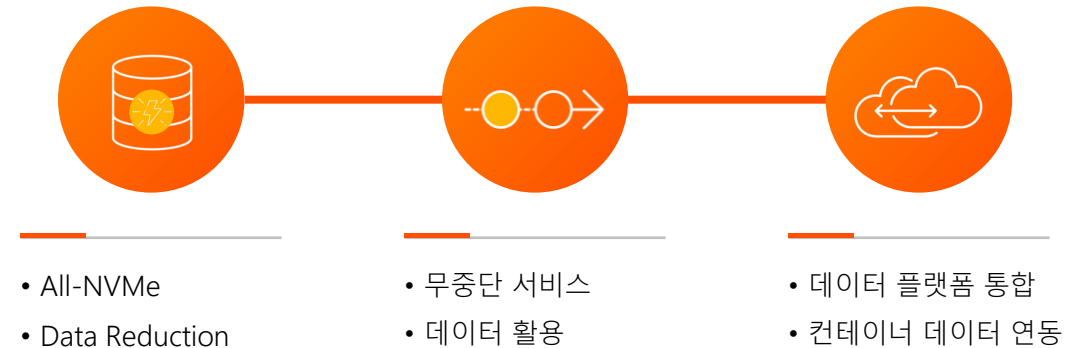 • All-NVMe
• Data Reduction
• 무중단 서비스
• 데이터 활용
• 데이터 플랫폼 통합
• 컨테이너 데이터 연동